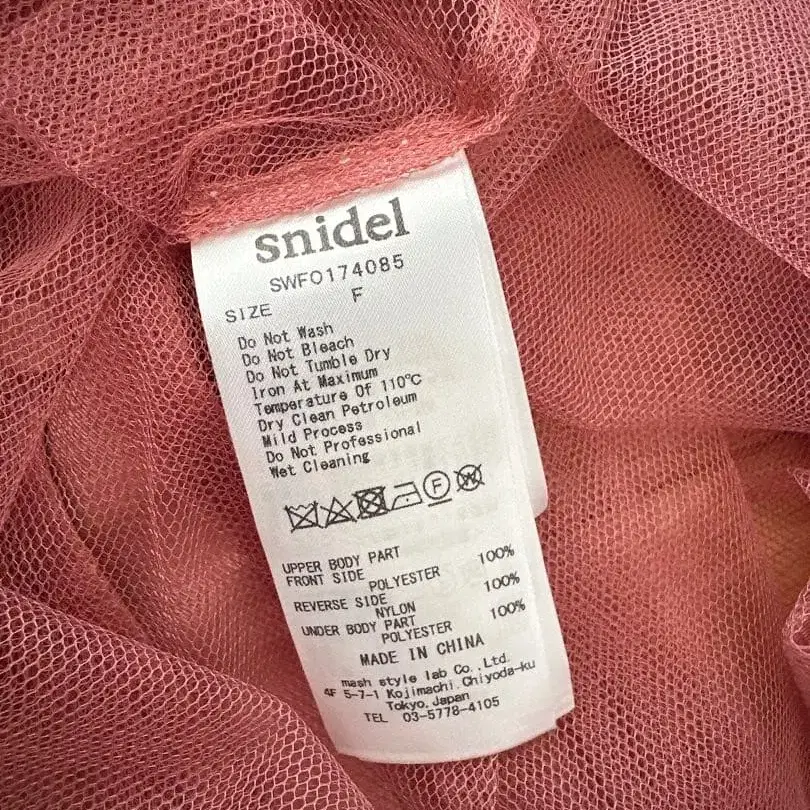 snidel
SWFO174085
SIZE F
Do Not Wash
Do Not Bleach
Do Not Tumble Dry
Iron At Maximum
Temperature Of 110℃
Dry Clean Petroleum
Mild Process
Do Not Professional
Wet Cleaning
F W
UPPER BODY PART
FRONT SIDE
POLYESTER 100%
REVERSE SIDE
NYLON 100%
UNDER BODY PART
POLYESTER 100%
MADE IN CHINA
mash style lab Co.,Ltd.
4F 5-7-1 Kojimachi,Chiyoda-ku
Tokyo,Japan
TEL 03-5778-4105